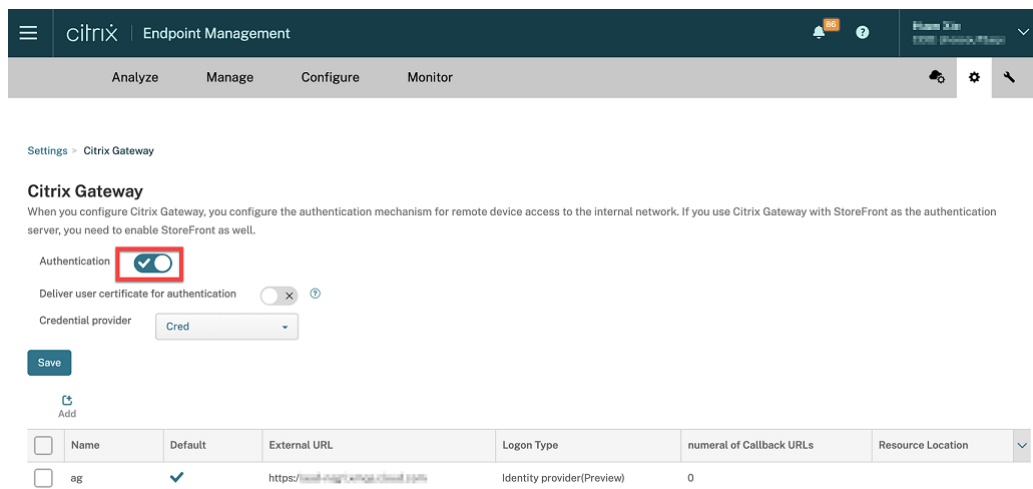 citrix Endpoint Management
86
Analyze Manage Configure Monitor
Settings > Citrix Gateway
Citrix Gateway
When you configure Citrix Gateway, you configure the authentication mechanism for remote device access to the internal network. If you use Citrix Gateway with StoreFront as the authentication
server, you need to enable StoreFront as well.
Authentication
Deliver user certificate for authentication
Credential provider
Cred
Save
Add
Name Default External URL Logon Type numeral of Callback URLs Resource Location
ag https:/ Identity provider(Preview) 0